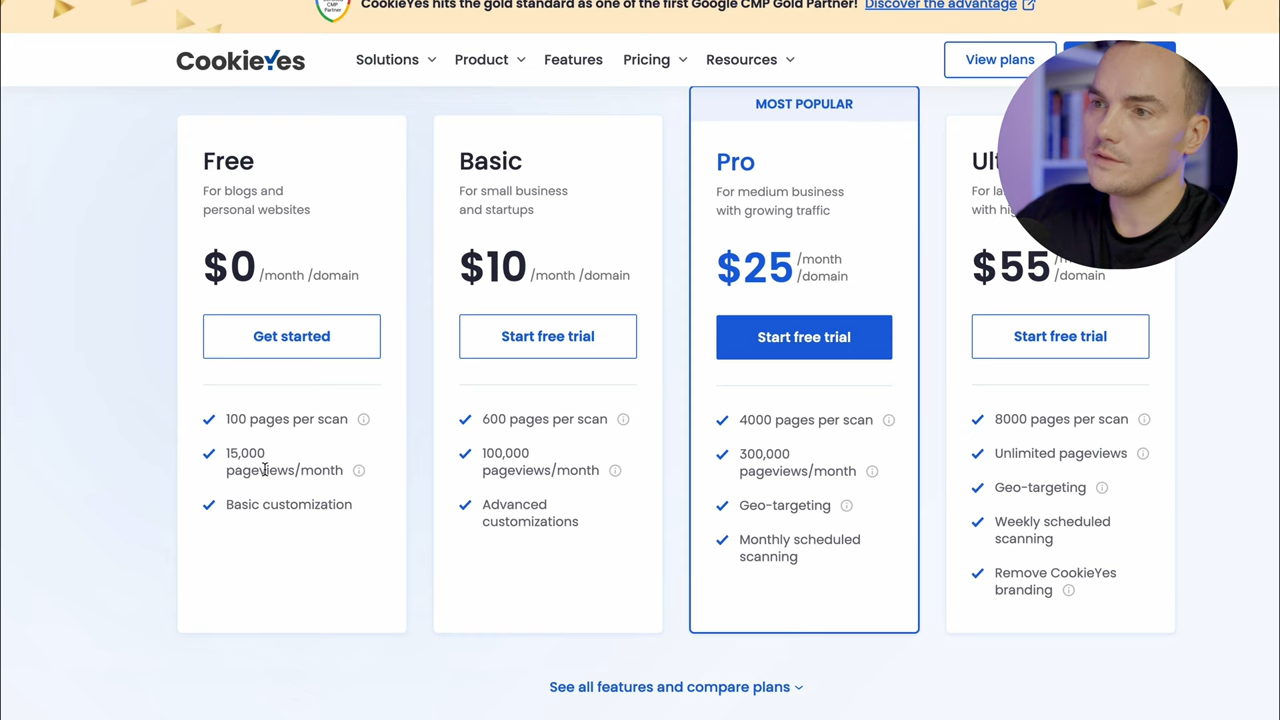 CookieYes hits the gold standard as one of the first Google CMP Gold Partner! Discover the advantage
CMP
Partner
CookieYes
Solutions
Product
Features
Pricing
Resources
View plans
Free
For blogs and
personal websites
$0 /month /domain
Get started
100 pages per scan
15,000
pageviews/month
Basic customization
Basic
For small business
and startups
$10 /month /domain
Start free trial
600 pages per scan
100,000
pageviews/month
Advanced
customizations
MOST POPULAR
Pro
For medium business
with growing traffic
$25 /month
/domain
Start free trial
4000 pages per scan
300,000
pageviews/month
Geo-targeting
Monthly scheduled
scanning
For
with
$55
/domain
Start free trial
8000 pages per scan
Unlimited pageviews
Geo-targeting
Weekly scheduled
scanning
Remove CookieYes
branding
See all features and compare plans